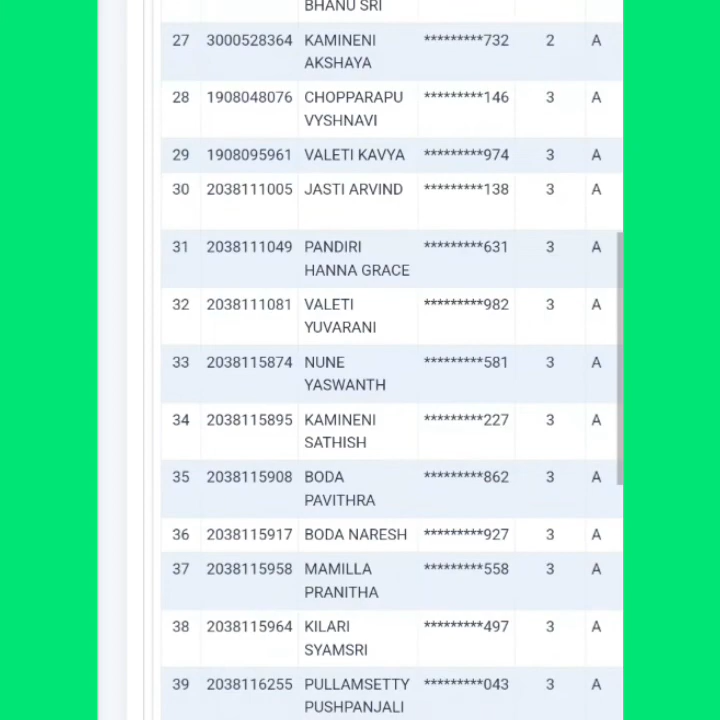 BHANU SRI
27 3000528364 KAMINENI *********732 2 A
AKSHAYA
28 1908048076 CHOPPARAPU *********146 3 A
VYSHNAVI
29 1908095961 VALETI KAVYA *********974 3 A
30 2038111005 JASTI ARVIND *********138 3 A
31 2038111049 PANDIRI *********631 3 A
HANNA GRACE
32 2038111081 VALETI *********982 3 A
YUVARANI
33 2038115874 NUNE *********581 3 A
YASWANTH
34 2038115895 KAMINENI *********227 3 A
SATHISH
35 2038115908 BODA *********862 3 A
PAVITHRA
36 2038115917 BODA NARESH *********927 3 A
37 2038115958 MAMILLA *********558 3 A
PRANITHA
38 2038115964 KILARI *********497 3 A
SYAMSRI
39 2038116255 PULLAMSETTY *********043 3 A
PUSHPANJALI